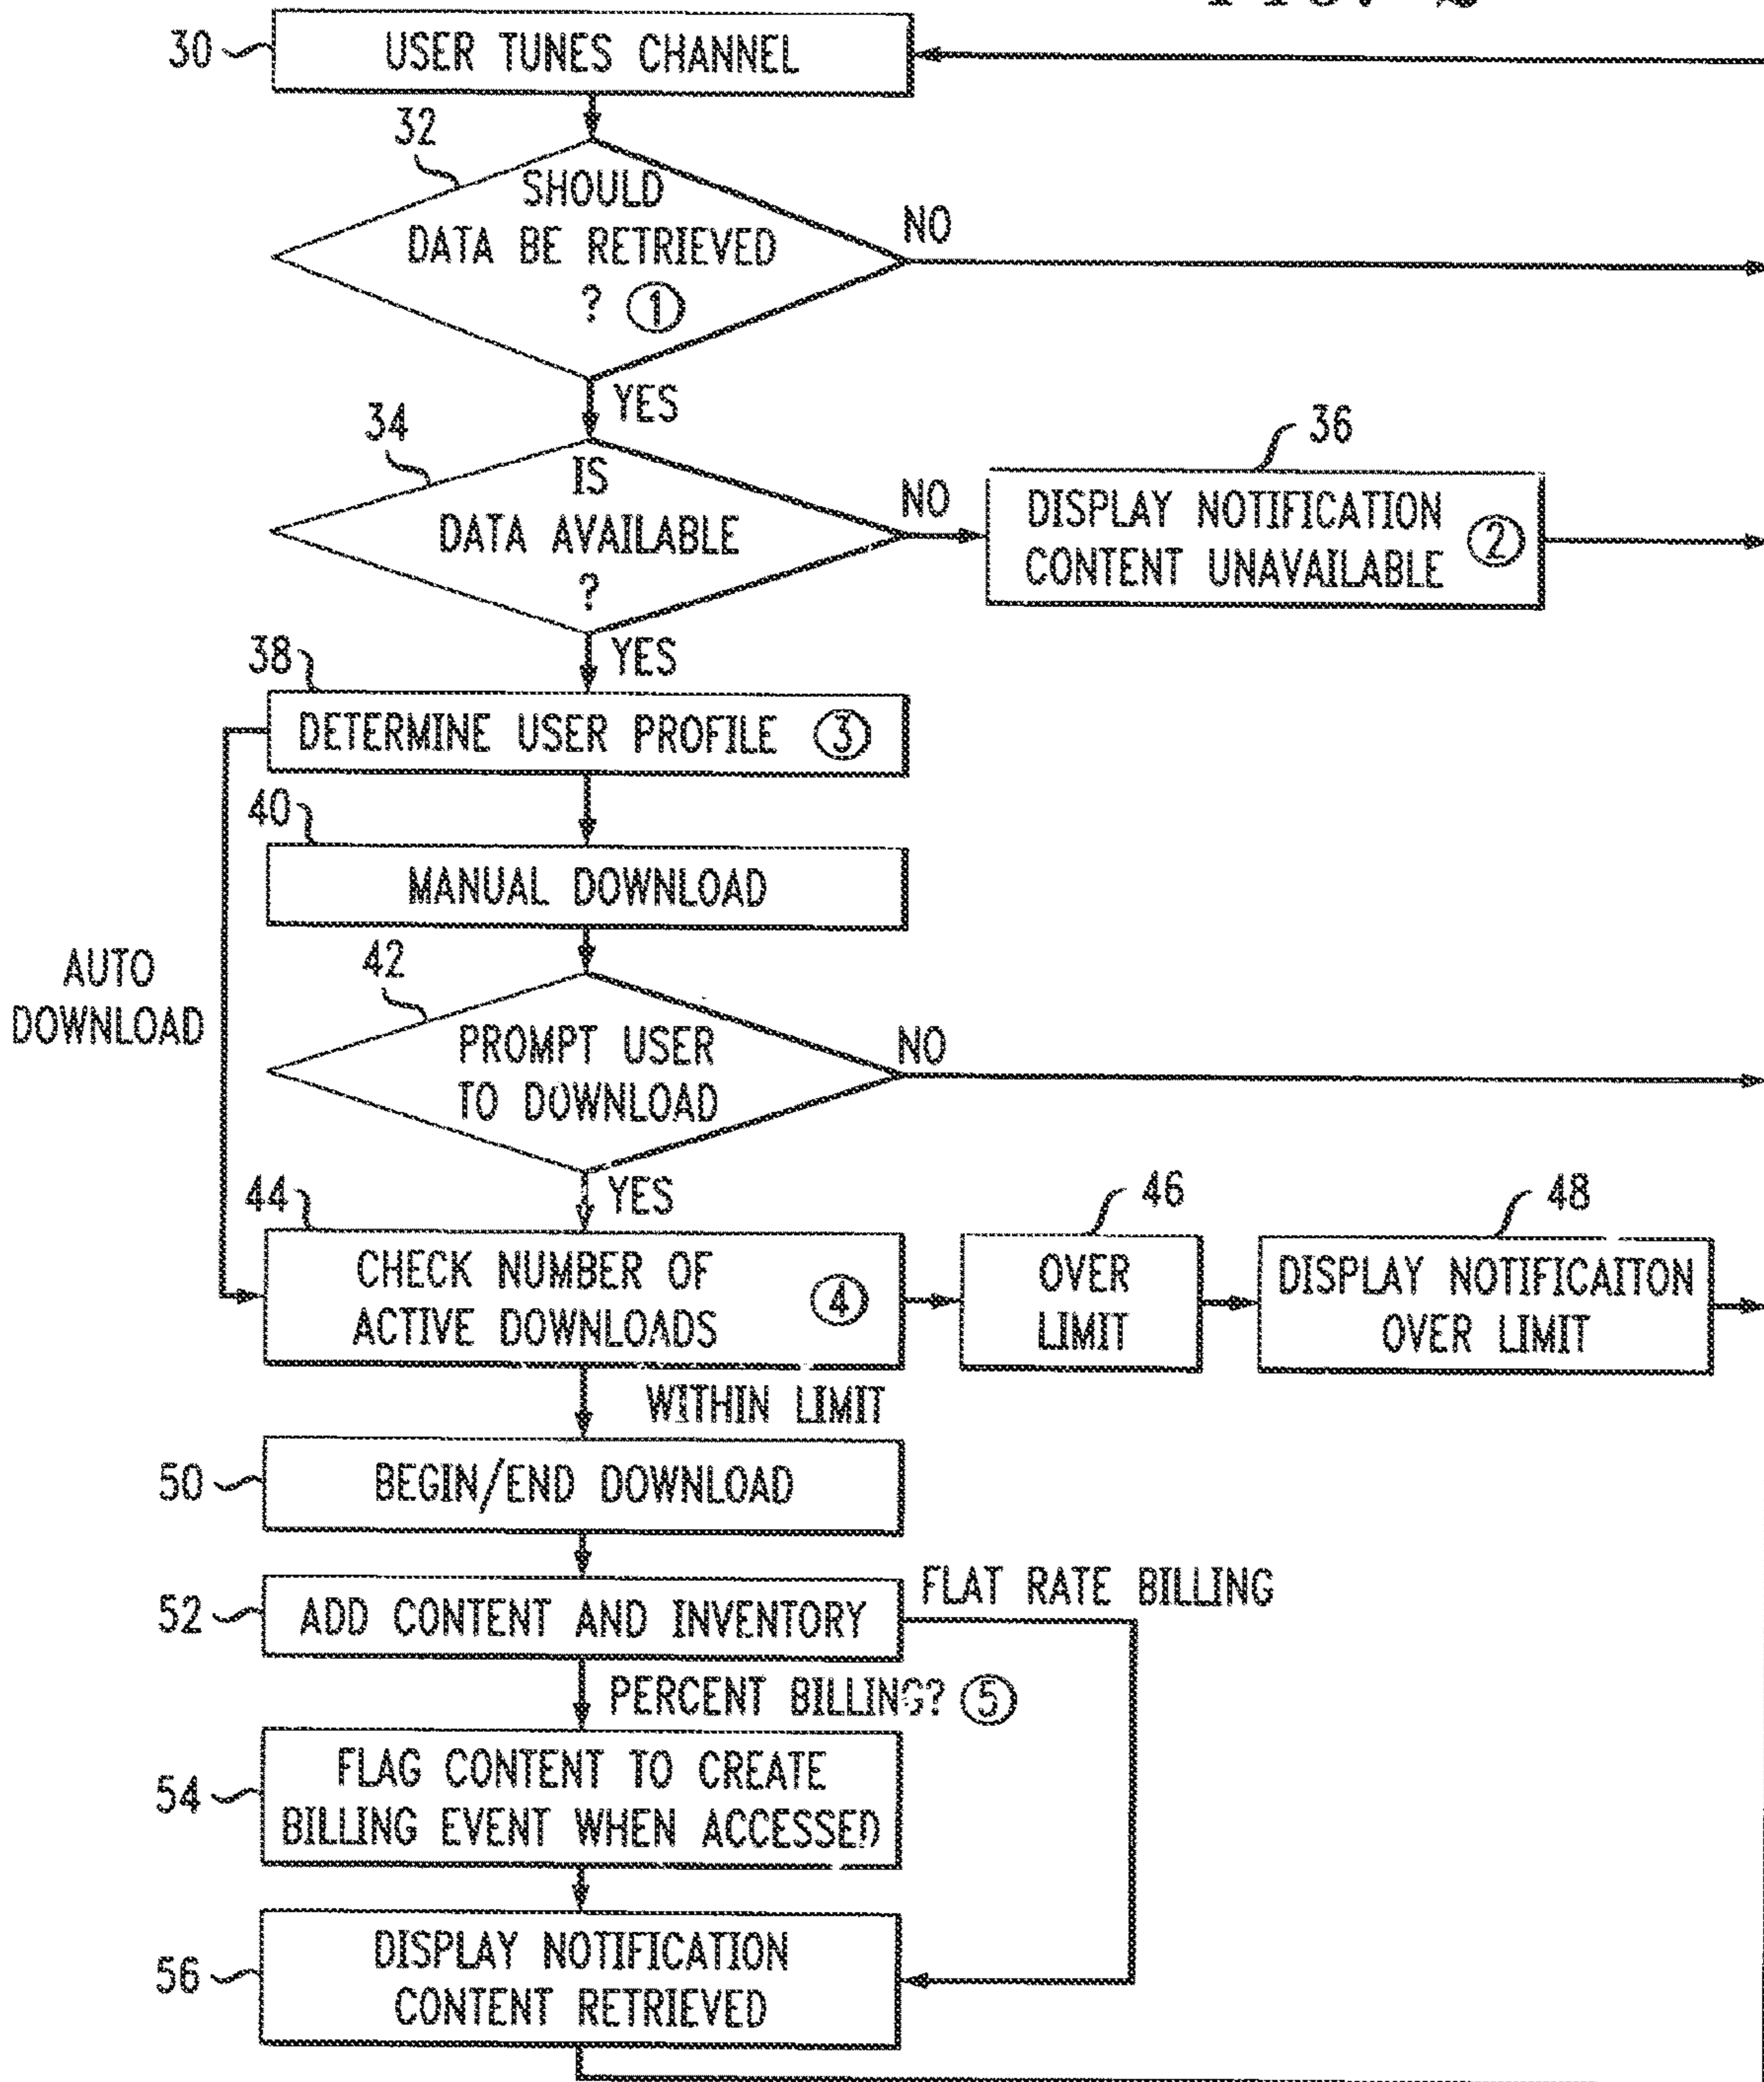 30
USER TUNES CHANNEL
32
SHOULD
DATA BE RETRIEVED
? ①
NO
YES
34
IS
DATA AVAILABLE
?
NO
36
DISPLAY NOTIFICATION
CONTENT UNAVAILABLE ②
YES
38
DETERMINE USER PROFILE ③
40
MANUAL DOWNLOAD
AUTO
DOWNLOAD
42
PROMPT USER
TO DOWNLOAD
NO
YES
44
CHECK NUMBER OF
ACTIVE DOWNLOADS ④
46
OVER
LIMIT
48
DISPLAY NOTIFICAITON
OVER LIMIT
WITHIN LIMIT
50
BEGIN/END DOWNLOAD
52
ADD CONTENT AND INVENTORY
FLAT RATE BILLING
PERCENT BILLING? ⑤
54
FLAG CONTENT TO CREATE
BILLING EVENT WHEN ACCESSED
56
DISPLAY NOTIFICATION
CONTENT RETRIEVED